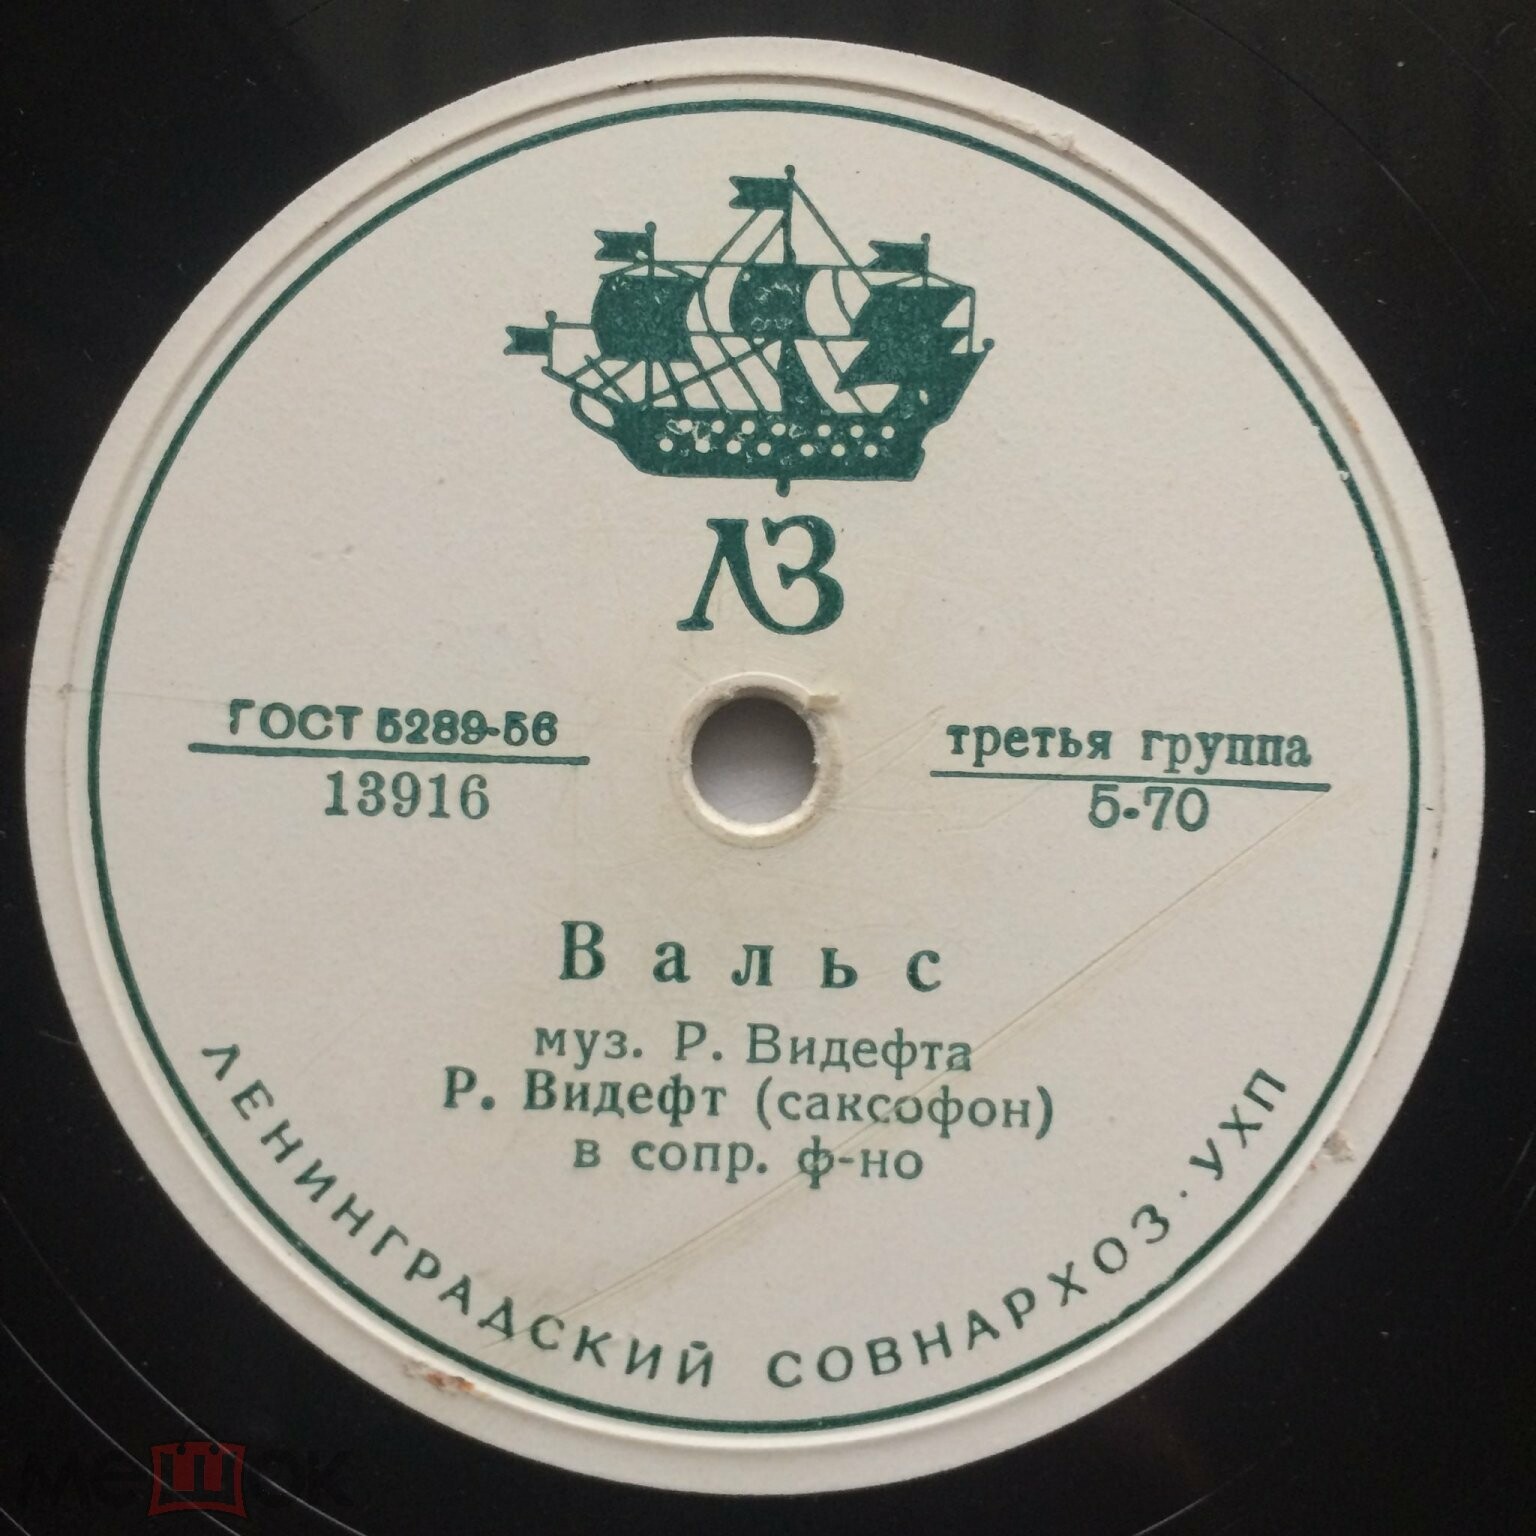 ЛЗ
ГОСТ 5289-56
13916
третья группа
5-70
Вальс
муз. Р. Видефта
Р. Видефт (саксофон)
в сопр. ф-но
ЛЕНИНГРАДСКИЙ СОВНАРХОЗ · УХП
мешок